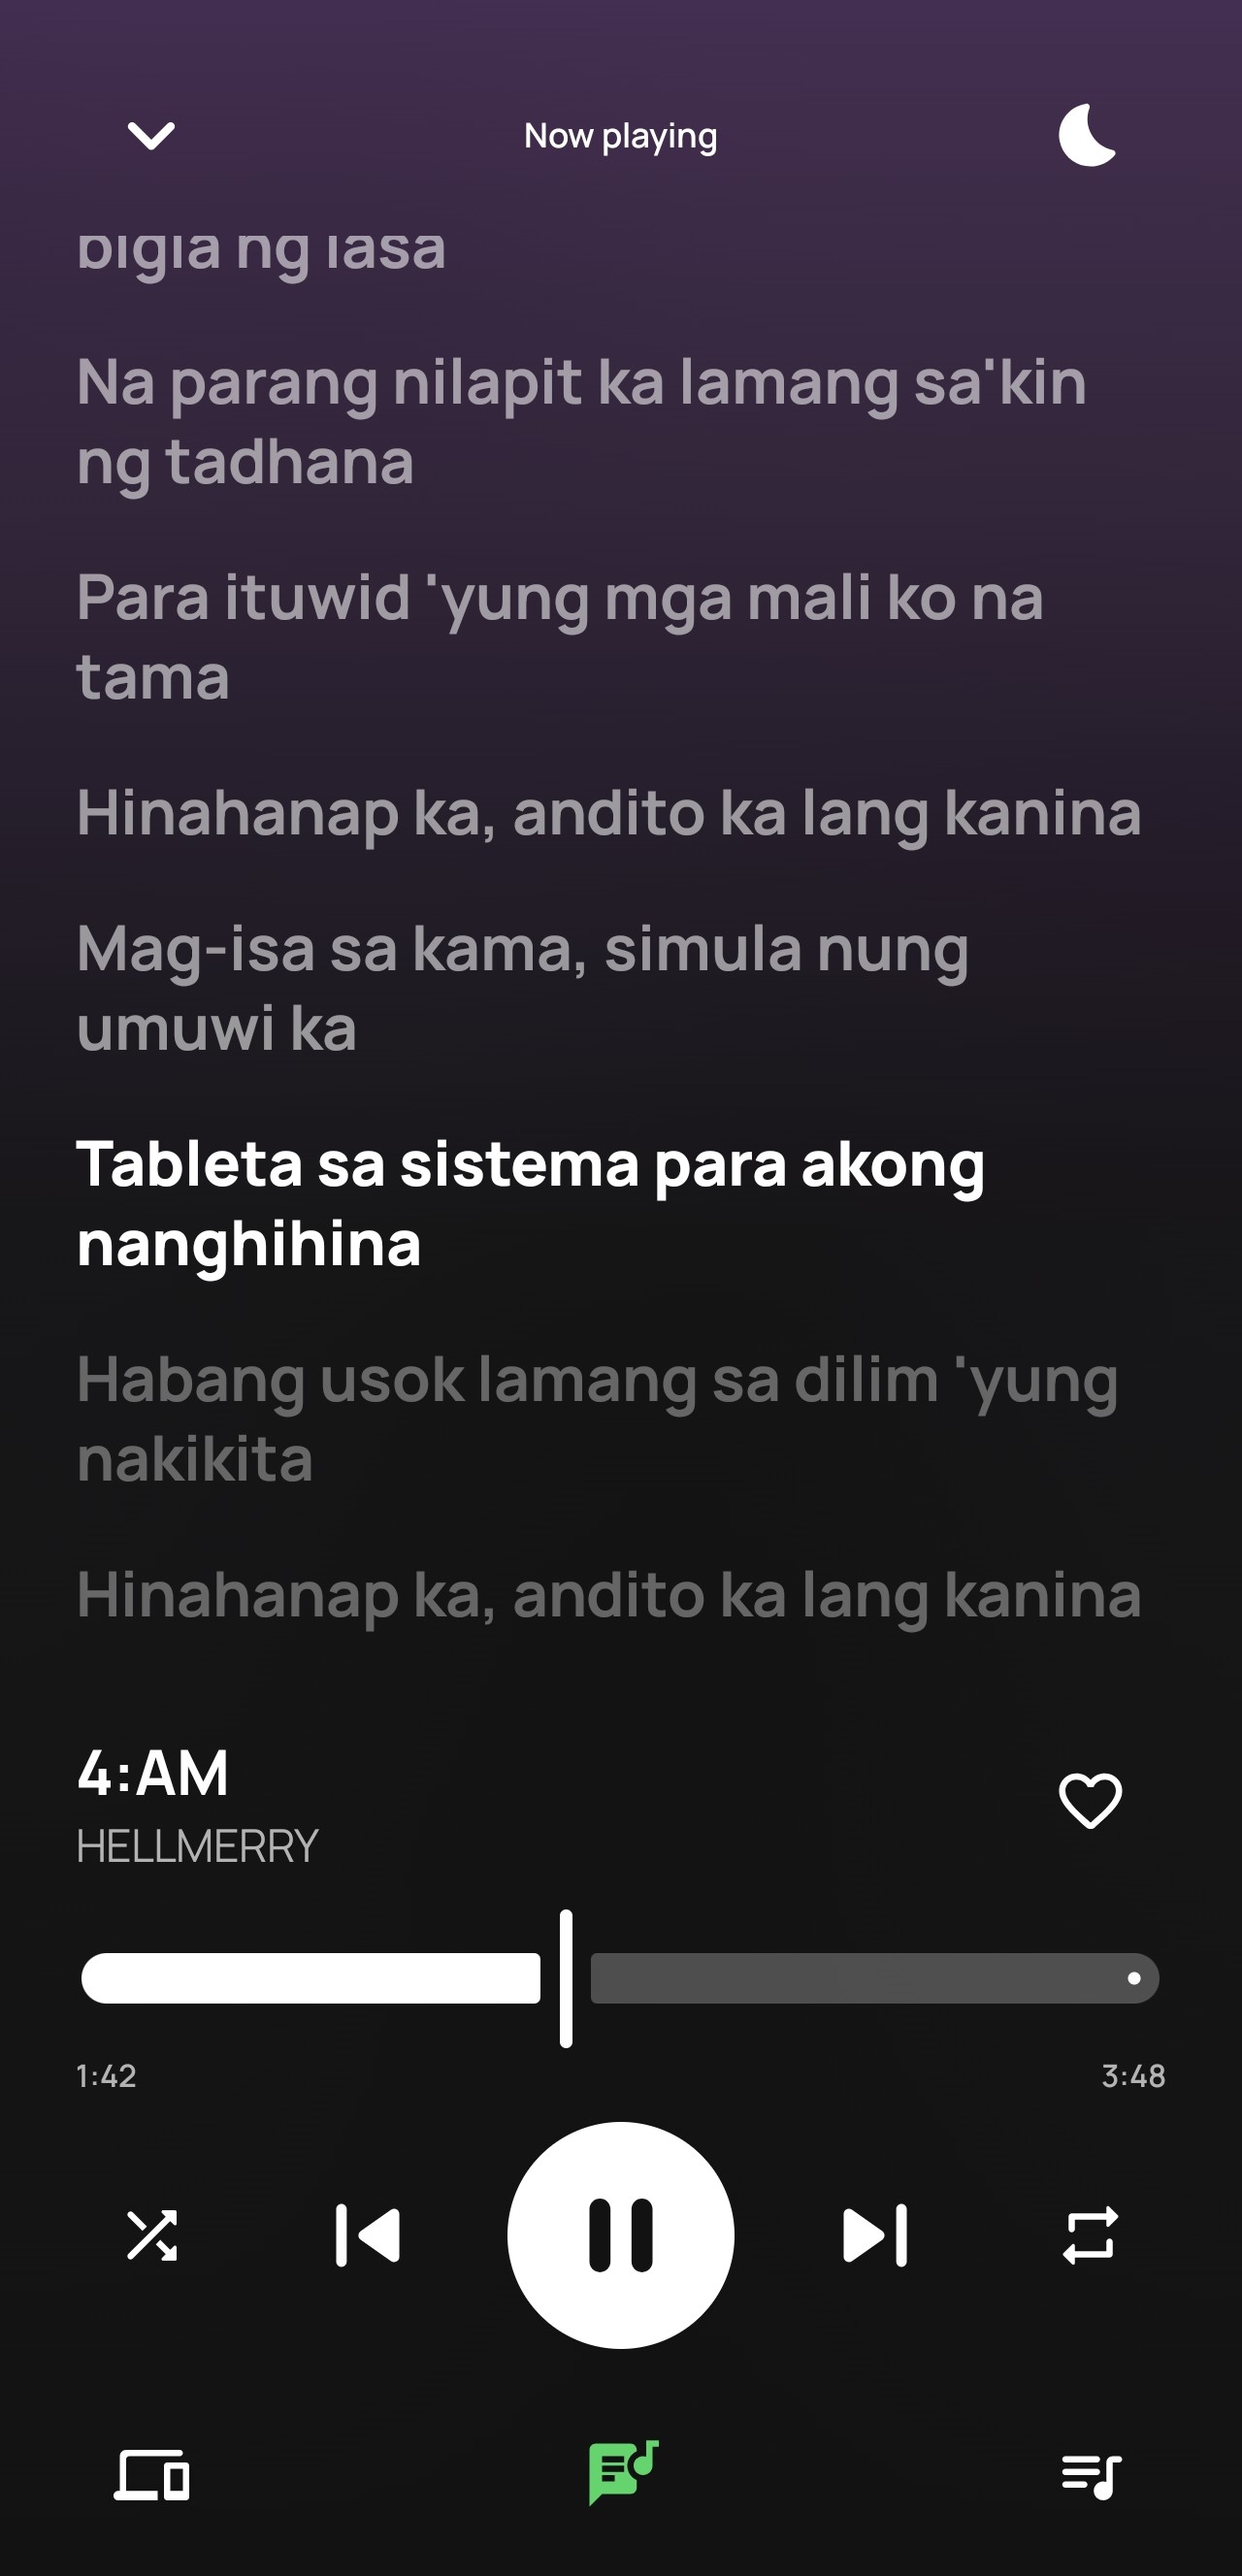 Now playing
bigla ng lasa
Na parang nilapit ka lamang sa'kin
ng tadhana
Para ituwid 'yung mga mali ko na
tama
Hinahanap ka, andito ka lang kanina
Mag-isa sa kama, simula nung
umuwi ka
Tableta sa sistema para akong
nanghihina
Habang usok lamang sa dilim 'yung
nakikita
Hinahanap ka, andito ka lang kanina
4:AM
HELLMERRY
1:42
3:48